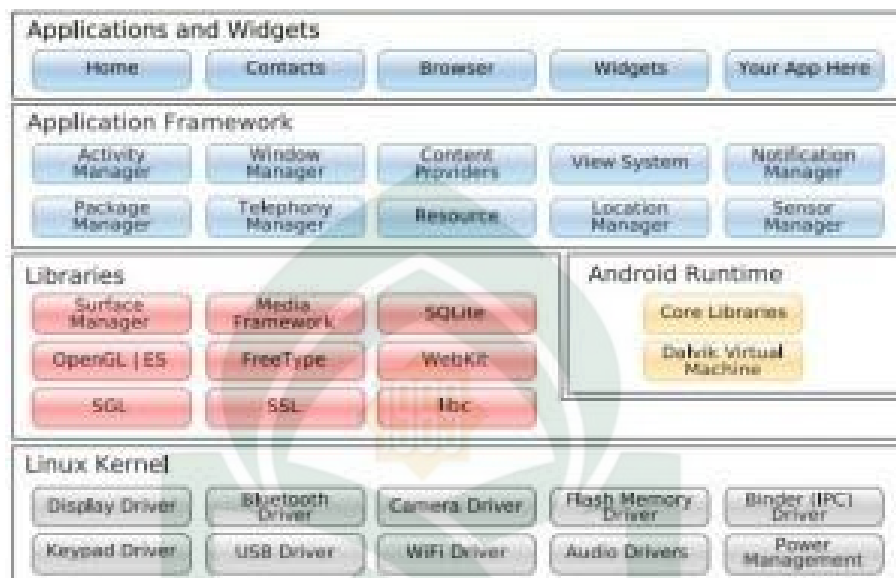 Applications and Widgets
Home Contacts Browser Widgets Your App Here
Application Framework
Activity Manager Window Manager Content Providers View System Notification Manager
Package Manager Telephony Manager Resource Location Manager Sensor Manager
Libraries
Surface Manager Media Framework SQLite
OpenGL | ES FreeType WebKit
SGL SSL libc
Android Runtime
Core Libraries
Dalvik Virtual Machine
Linux Kernel
Display Driver Bluetooth Driver Camera Driver Flash Memory Driver Binder (IPC) Driver
Keypad Driver USB Driver WiFi Driver Audio Drivers Power Management